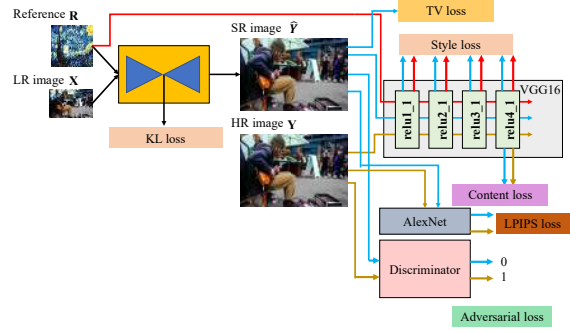 Reference R
SR image Ŷ
TV loss
Style loss
LR image X
VGG16
relu1_1
relu2_1
relu3_1
relu4_1
KL loss
HR image Y
Content loss
AlexNet
LPIPS loss
Discriminator
0
1
Adversarial loss